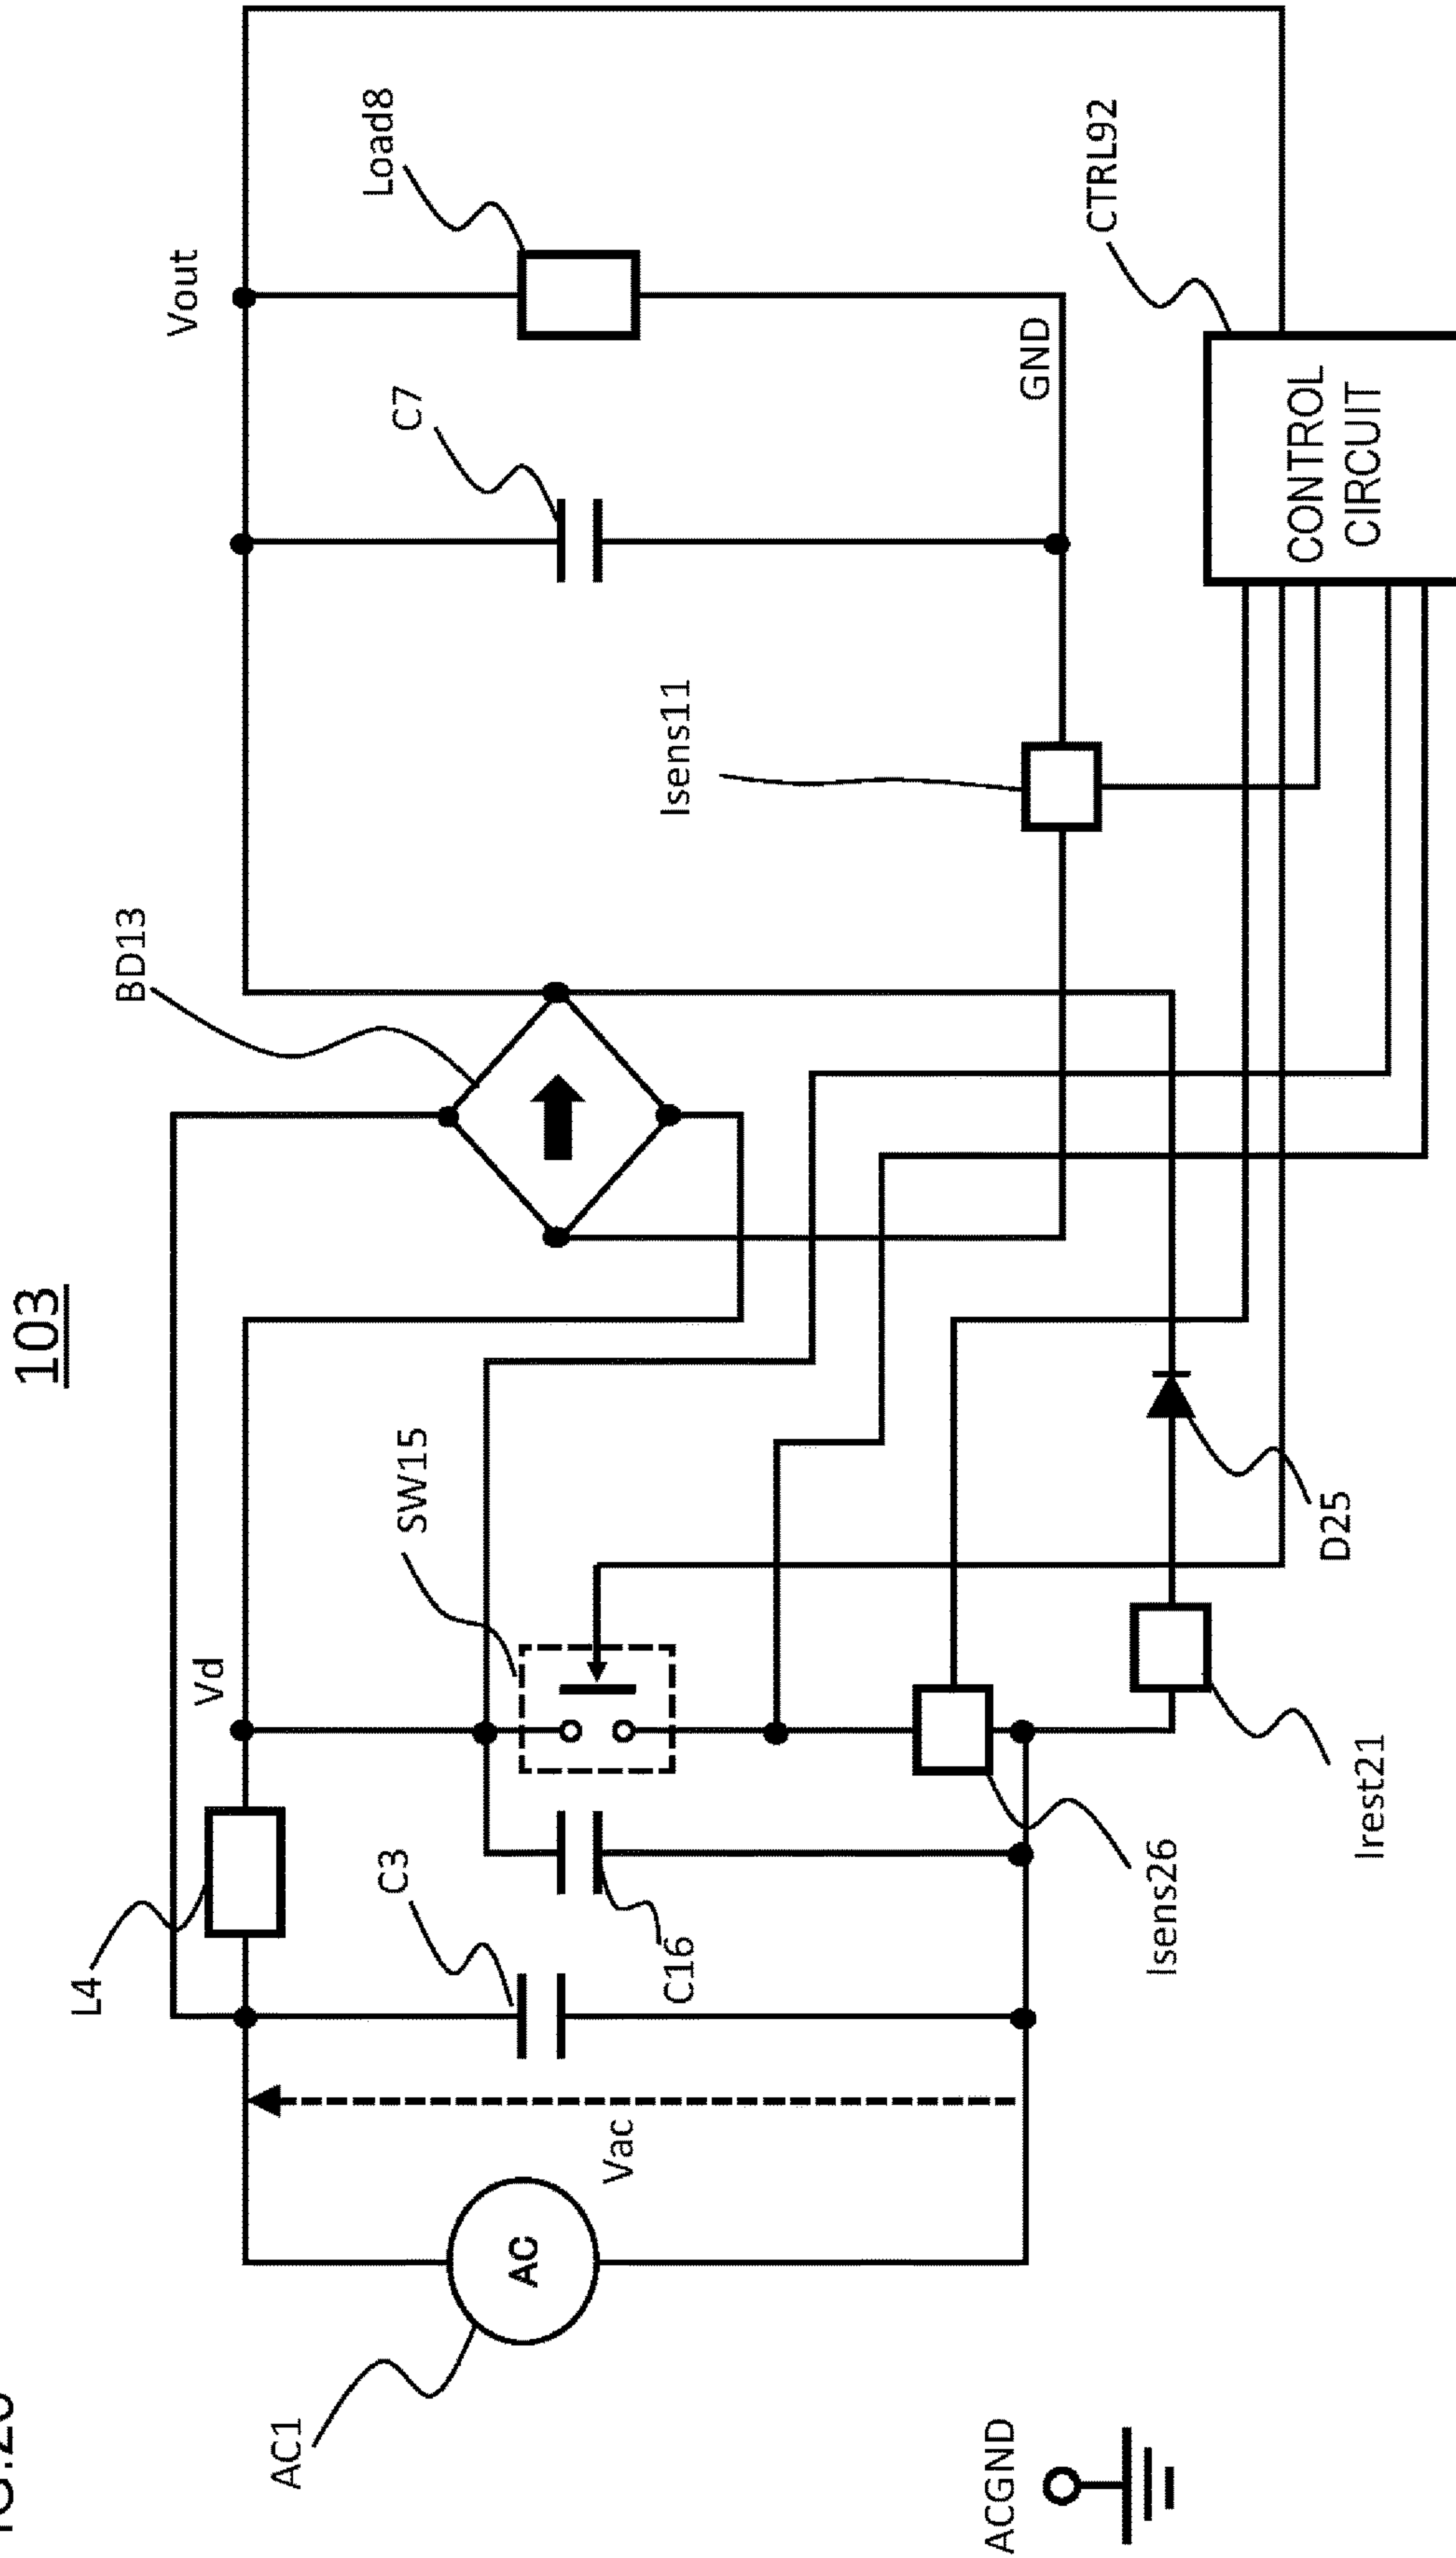 103
L4
Vd
SW15
BD13
Vout
C7
Load8
AC1
AC
Vac
C3
C16
Isens26
Irest21
D25
Isens11
GND
CTRL92
CONTROL
CIRCUIT
ACGND